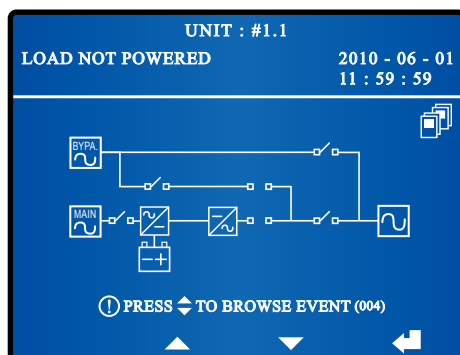 UNIT : #1.1
LOAD NOT POWERED
2010 - 06 - 01
11 : 59 : 59
BYPA.
MAIN
PRESS TO BROWSE EVENT (004)